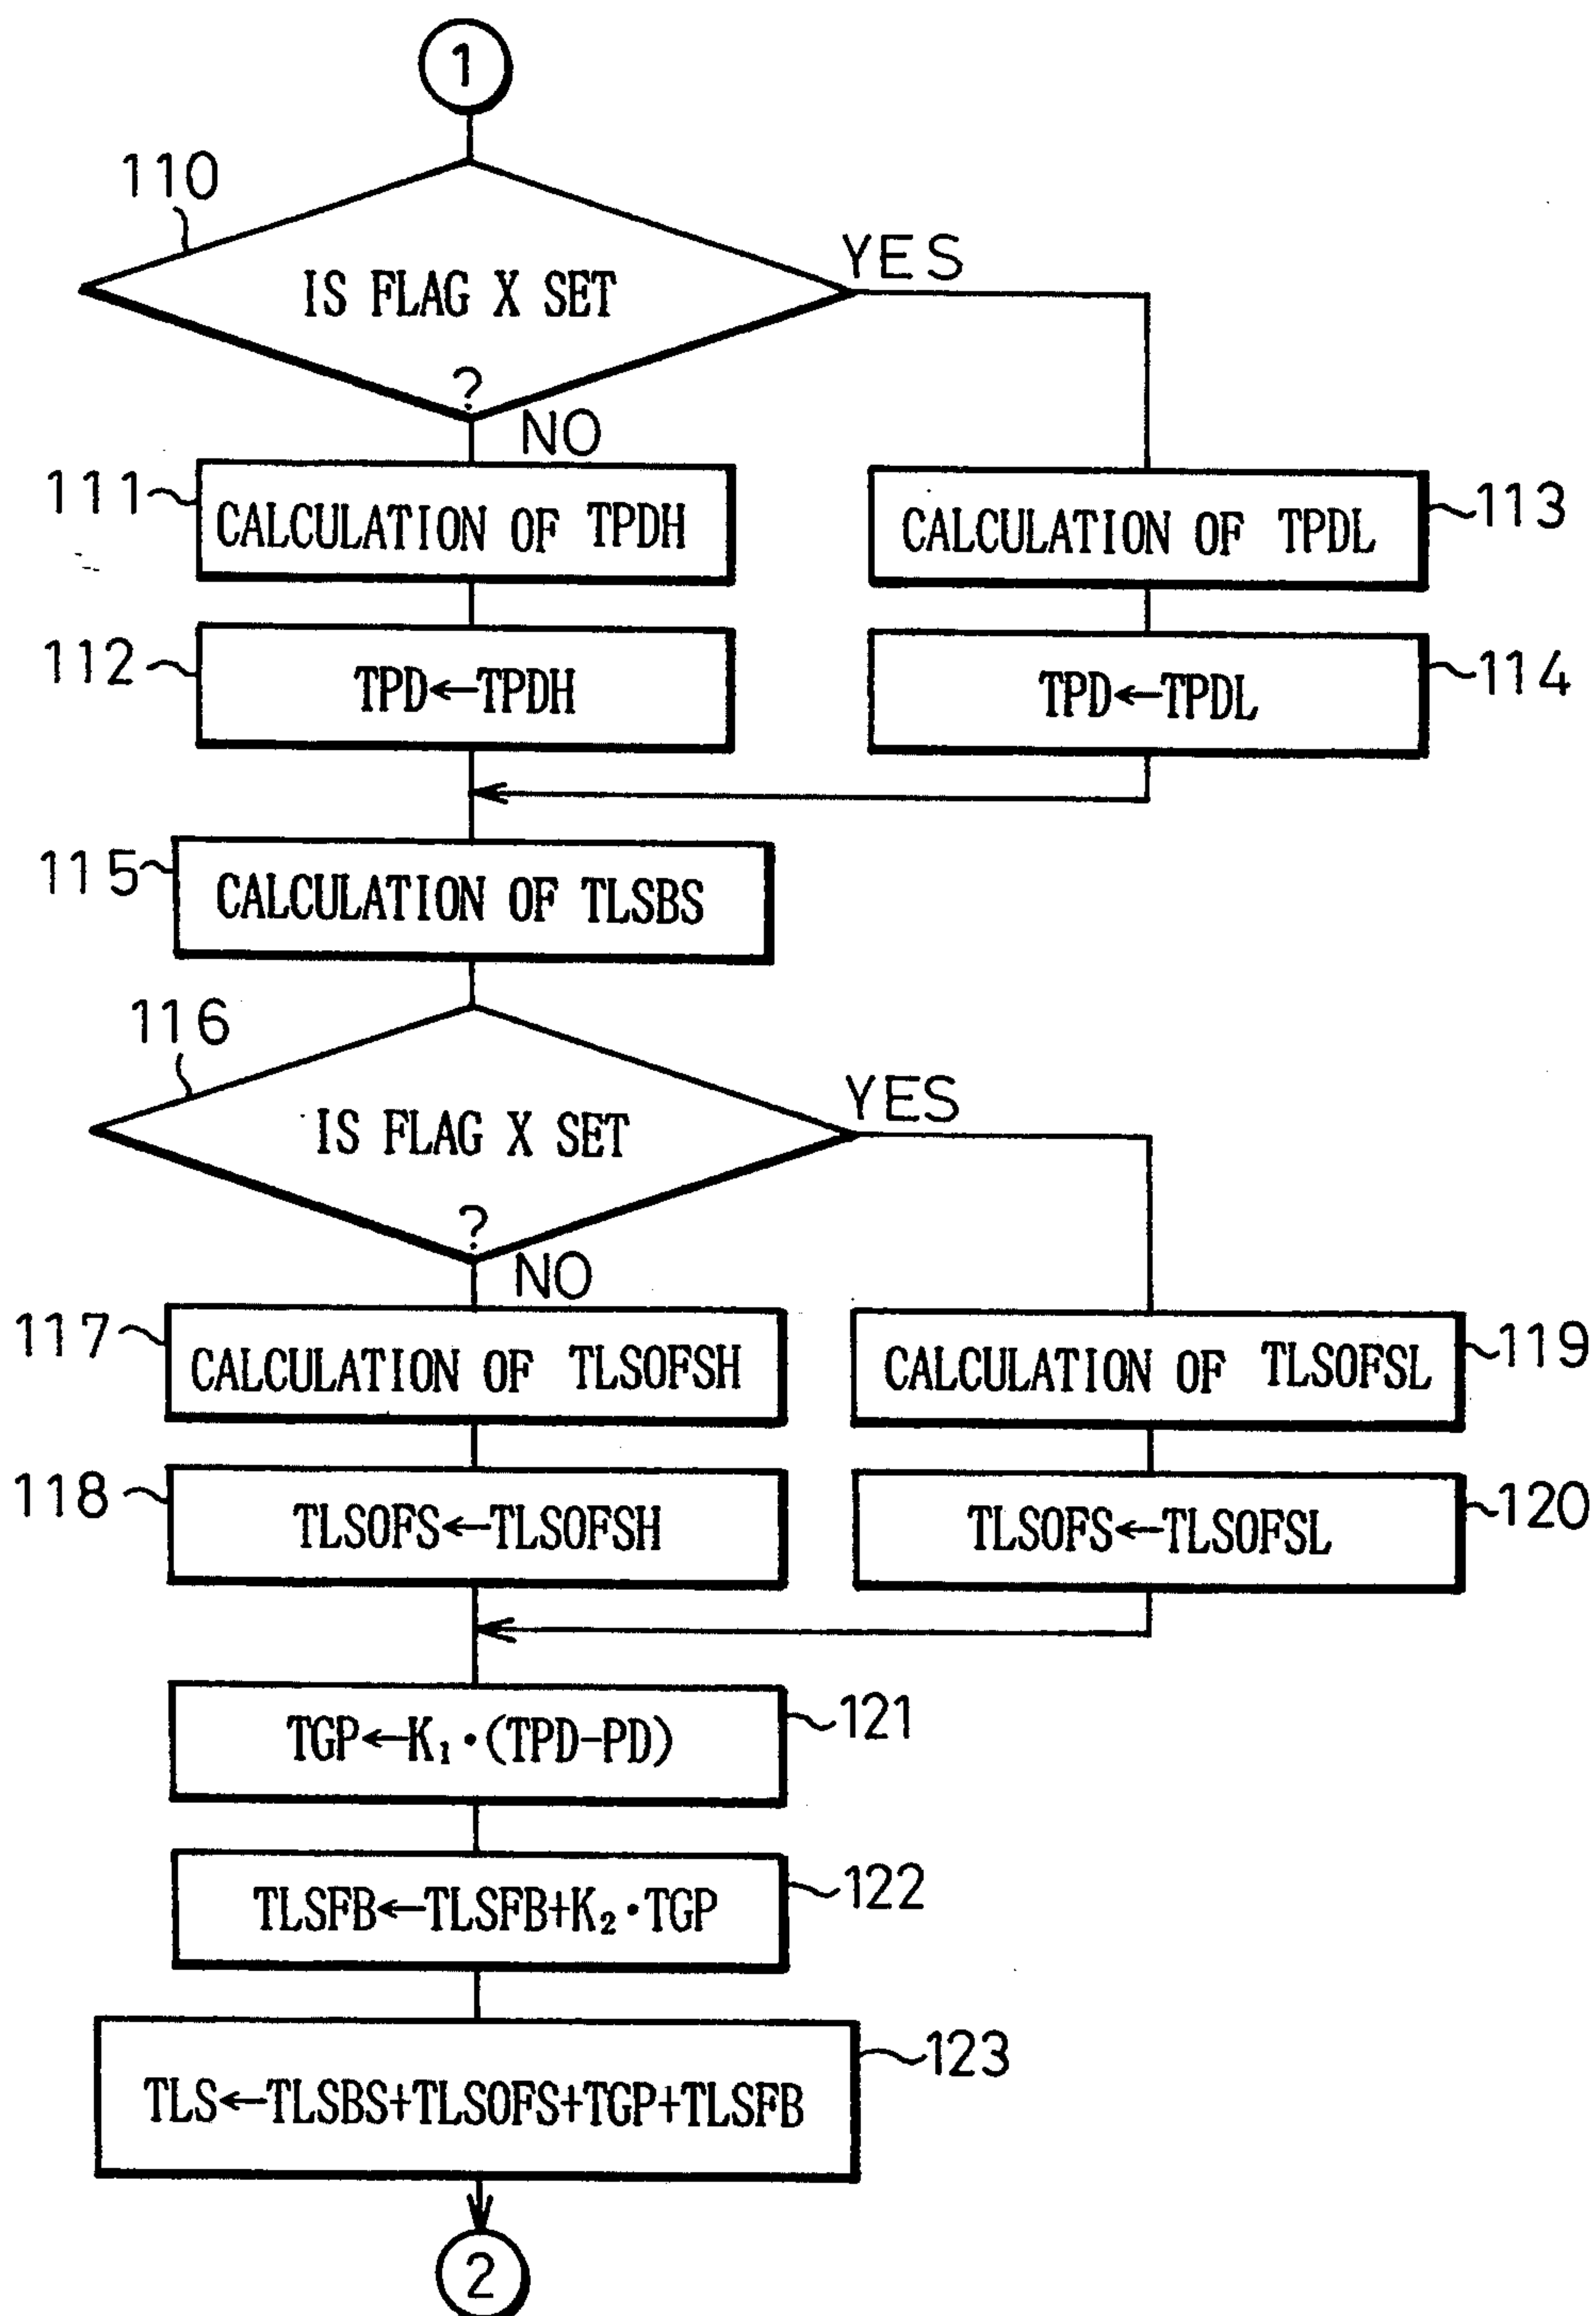 1
110
YES
IS FLAG X SET
?
NO
111
CALCULATION OF TPDH
CALCULATION OF TPDL
113
112
TPD←TPDH
TPD←TPDL
114
115
CALCULATION OF TLSBS
116
YES
IS FLAG X SET
?
NO
117
CALCULATION OF TLSOFSH
CALCULATION OF TLSOFSL
119
118
TLSOFS←TLSOFSH
TLSOFS←TLSOFSL
120
TGP←K₁·(TPD-PD)
121
TLSFB←TLSFB+K₂·TGP
122
TLS←TLSBS+TLSOFS+TGP+TLSFB
123
2